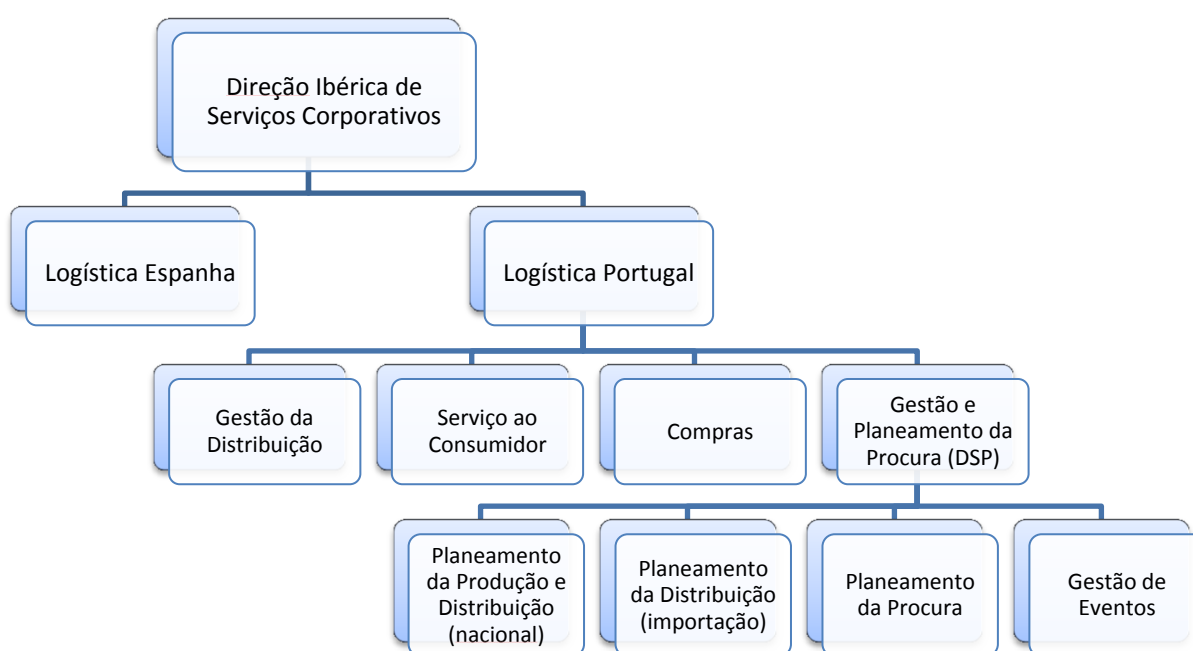 Direção Ibérica de
Serviços Corporativos
Logística Espanha
Logística Portugal
Gestão da
Distribuição
Serviço ao
Consumidor
Compras
Gestão e
Planeamento da
Procura (DSP)
Planeamento
da Produção e
Distribuição
(nacional)
Planeamento
da Distribuição
(importação)
Planeamento
da Procura
Gestão de
Eventos